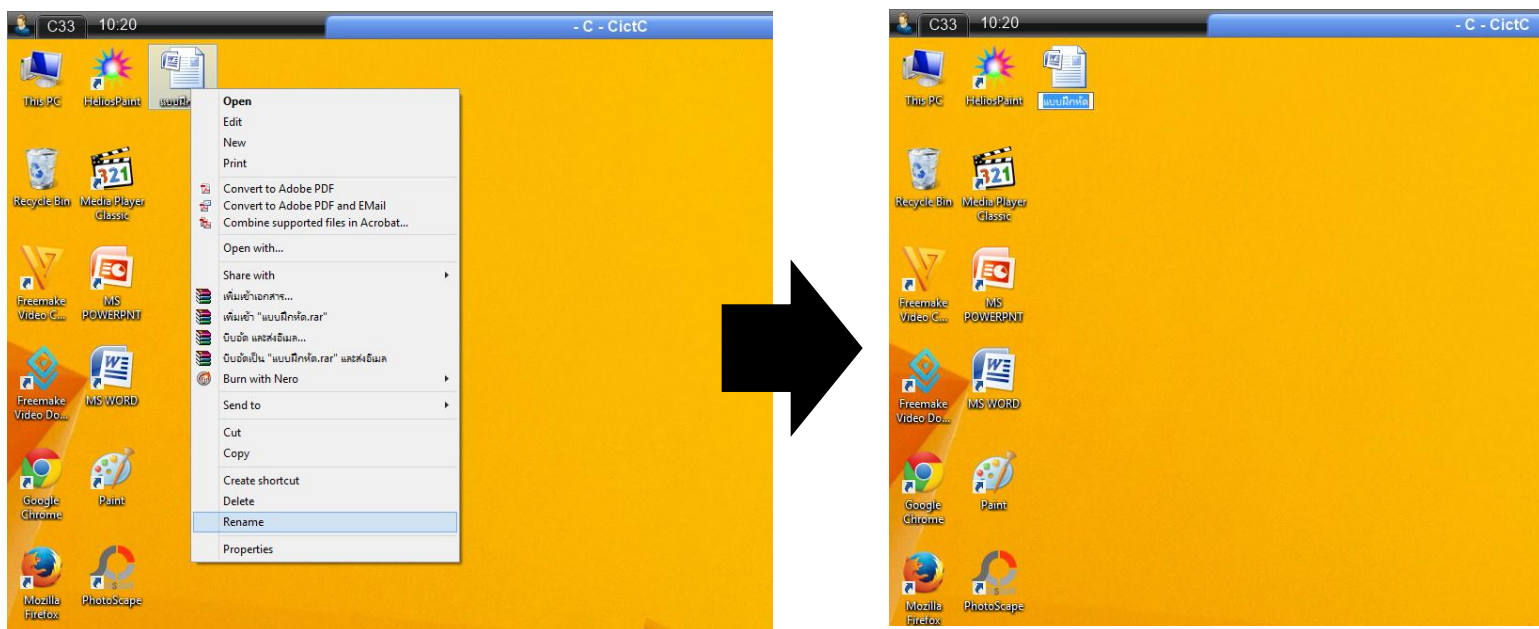 C33 10:20 - C - CictC
This PC
HeliosPaint
Open
Edit
New
Print
Convert to Adobe PDF
Convert to Adobe PDF and EMail
Combine supported files in Acrobat...
Open with...
Share with
เพิ่มเข้าเอกสาร...
เพิ่มเข้า "แบบฝึกหัด.rar"
บีบอัด และส่งอีเมล...
บีบอัดเป็น "แบบฝึกหัด.rar" และส่งอีเมล
Burn with Nero
Send to
Cut
Copy
Create shortcut
Delete
Rename
Properties
Recycle Bin
Media Player
Classic
321
Freemake
Video C...
MS
POWERPNT
Freemake
Video Do...
MS WORD
Google
Chrome
Paint
Mozilla
Firefox
PhotoScape
C33 10:20 - C - CictC
This PC
HeliosPaint
แบบฝึกหัด
Recycle Bin
Media Player
Classic
321
Freemake
Video C...
MS
POWERPNT
Freemake
Video Do...
MS WORD
Google
Chrome
Paint
Mozilla
Firefox
PhotoScape